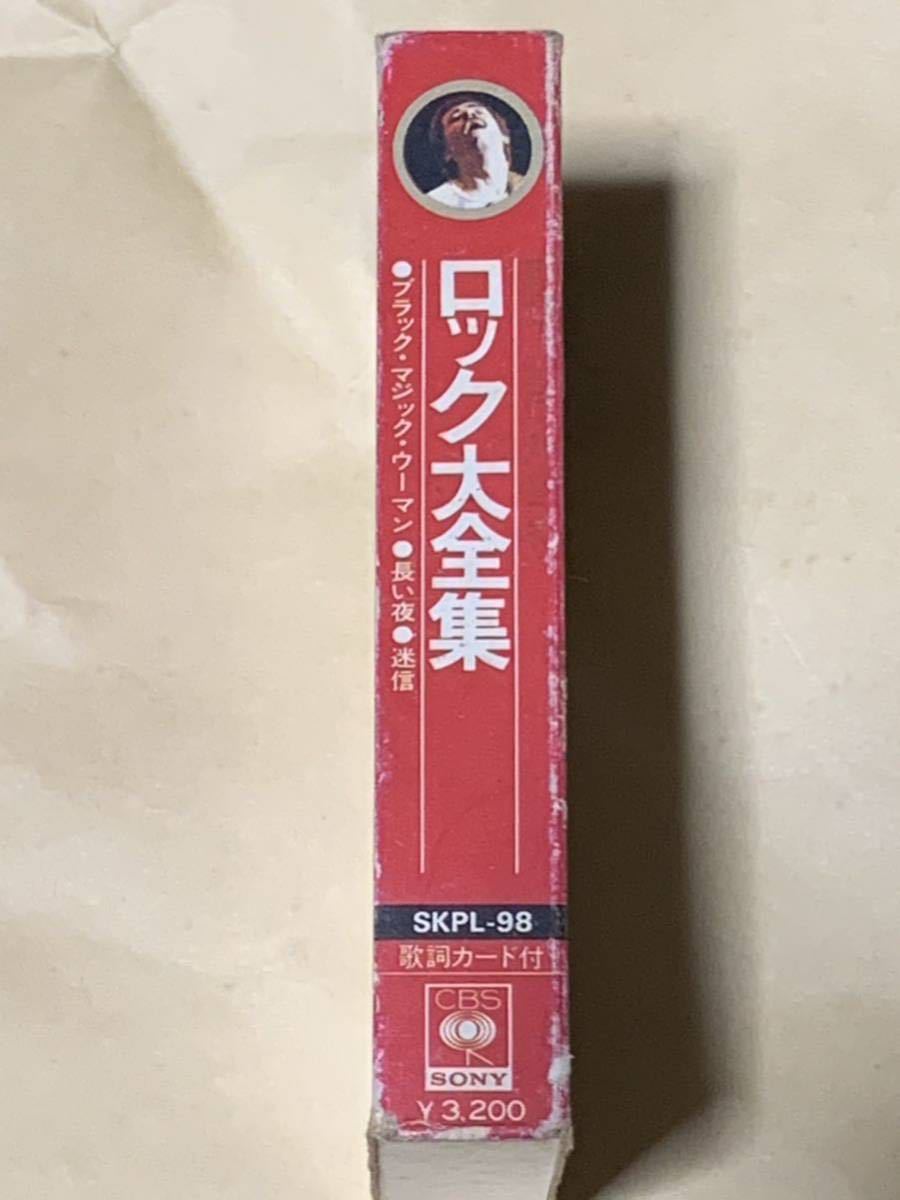 ロック大全集
●ブラック・マジック・ウーマン●長い夜●迷信
SKPL-98
歌詞カード付
CBS
SONY
¥3,200